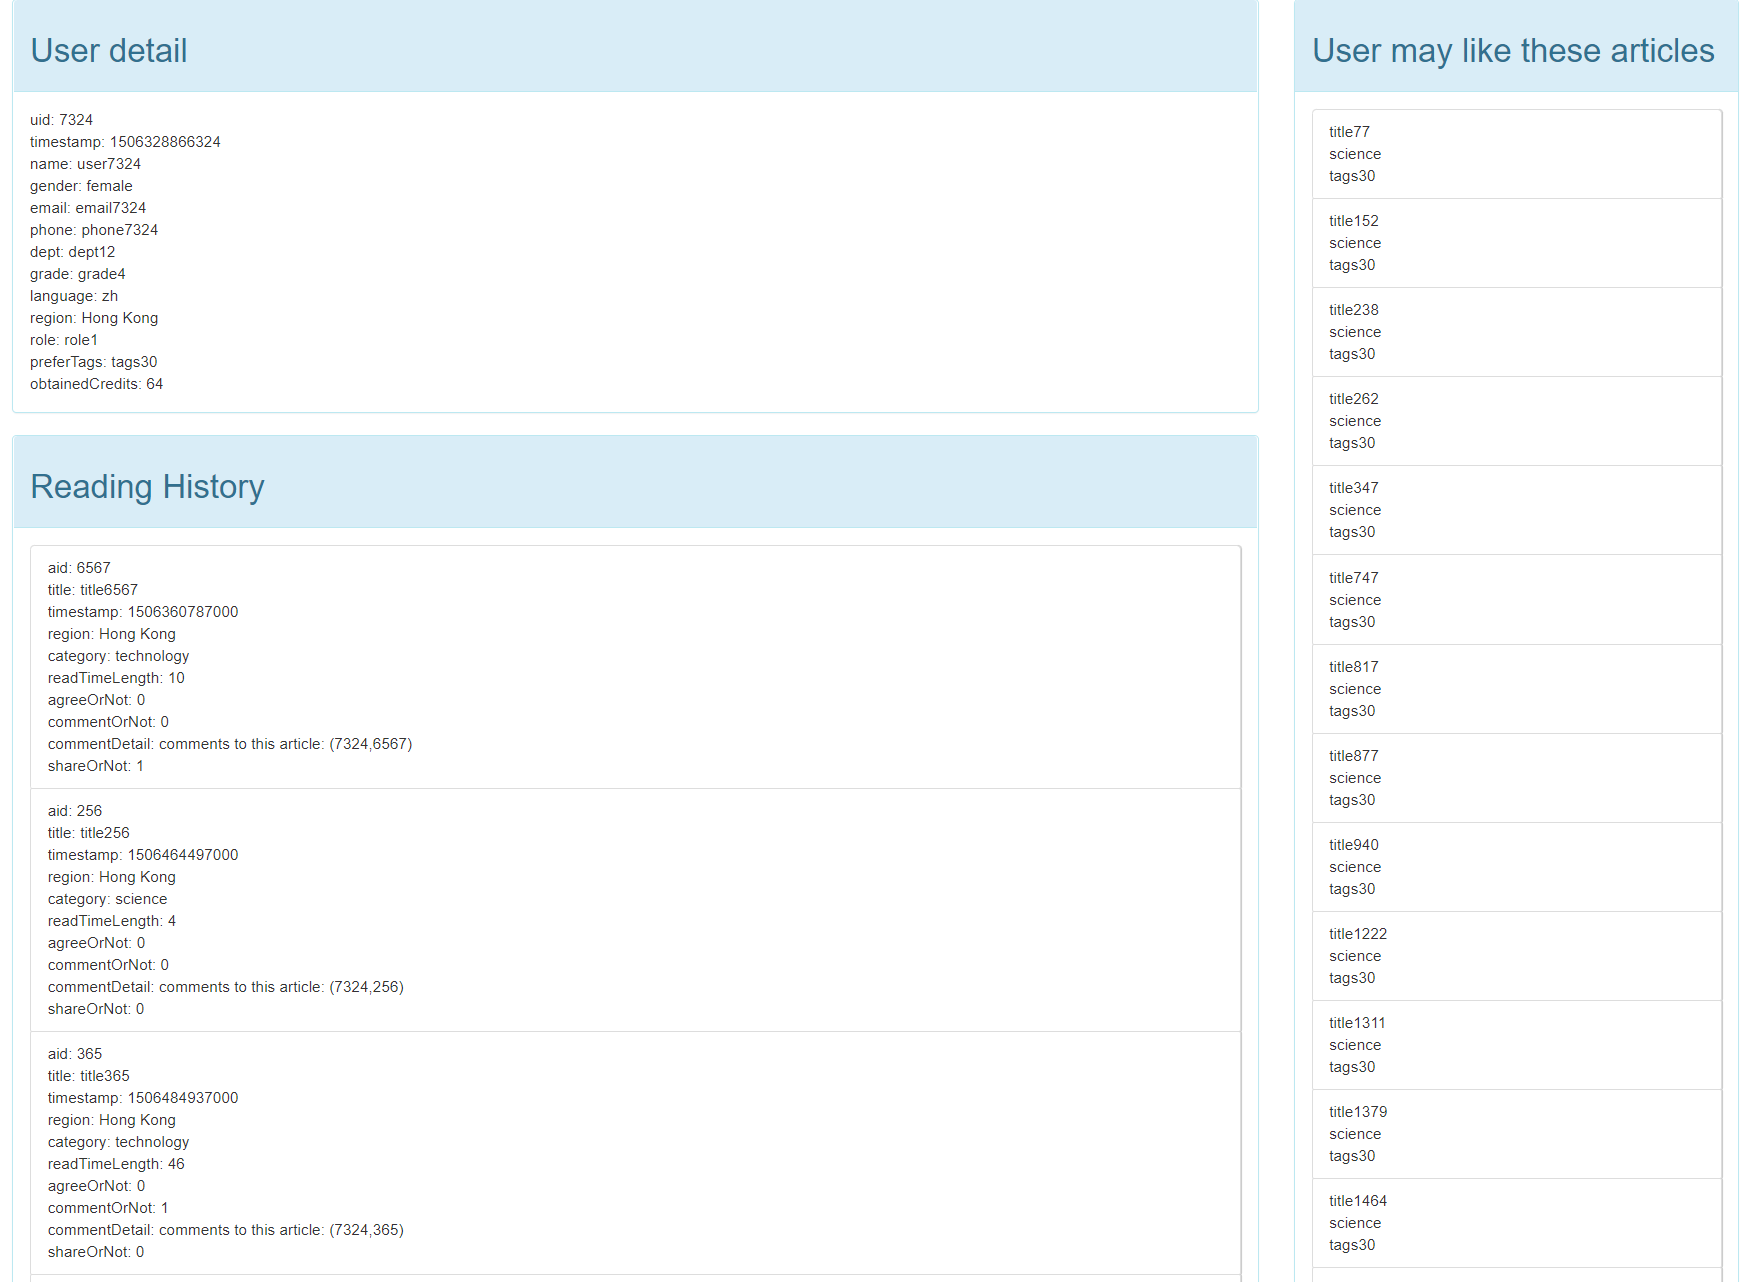 User detail
uid: 7324
timestamp: 1506328866324
name: user7324
gender: female
email: email7324
phone: phone7324
dept: dept12
grade: grade4
language: zh
region: Hong Kong
role: role1
preferTags: tags30
obtainedCredits: 64
Reading History
aid: 6567
title: title6567
timestamp: 1506360787000
region: Hong Kong
category: technology
readTimeLength: 10
agreeOrNot: 0
commentOrNot: 0
commentDetail: comments to this article: (7324,6567)
shareOrNot: 1
aid: 256
title: title256
timestamp: 1506464497000
region: Hong Kong
category: science
readTimeLength: 4
agreeOrNot: 0
commentOrNot: 0
commentDetail: comments to this article: (7324,256)
shareOrNot: 0
aid: 365
title: title365
timestamp: 1506484937000
region: Hong Kong
category: technology
readTimeLength: 46
agreeOrNot: 0
commentOrNot: 1
commentDetail: comments to this article: (7324,365)
shareOrNot: 0
User may like these articles
title77
science
tags30
title152
science
tags30
title238
science
tags30
title262
science
tags30
title347
science
tags30
title747
science
tags30
title817
science
tags30
title877
science
tags30
title940
science
tags30
title1222
science
tags30
title1311
science
tags30
title1379
science
tags30
title1464
science
tags30